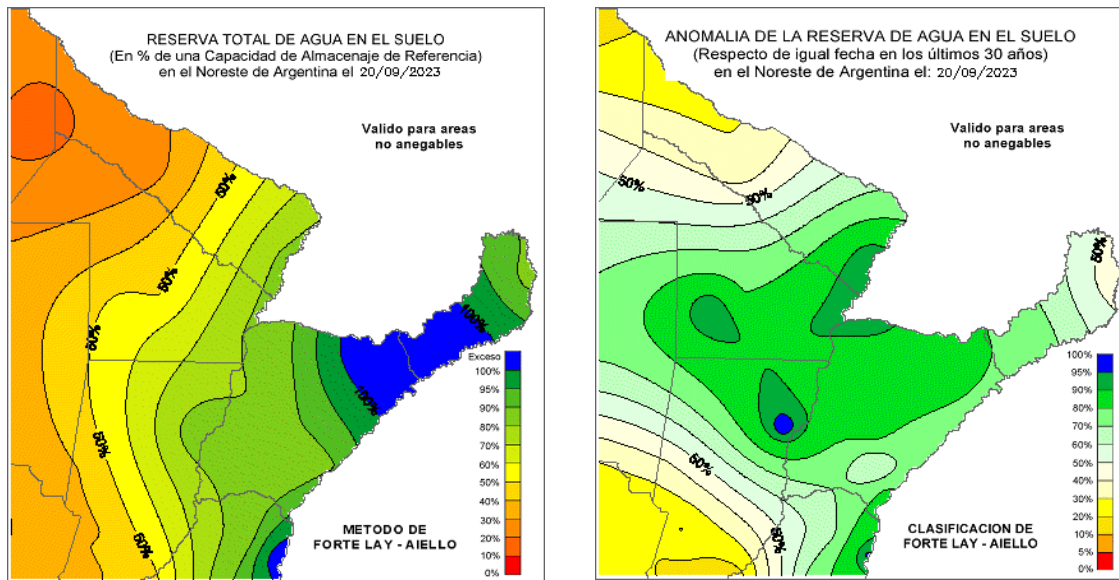 RESERVA TOTAL DE AGUA EN EL SUELO
(En % de una Capacidad de Almacenaje de Referencia)
en el Noreste de Argentina el 20/09/2023
Valido para areas
no anegables
50%
50%
50%
50%
50%
100%
100%
Exceso
100%
95%
90%
80%
70%
60%
50%
40%
30%
20%
10%
0%
METODO DE
FORTE LAY - AIELLO
ANOMALIA DE LA RESERVA DE AGUA EN EL SUELO
(Respecto de igual fecha en los últimos 30 años)
en el Noreste de Argentina el: 20/09/2023
Valido para areas
no anegables
50%
50%
50%
50%
50%
100%
95%
90%
80%
70%
60%
50%
40%
30%
20%
10%
5%
0%
CLASIFICACION DE
FORTE LAY - AIELLO